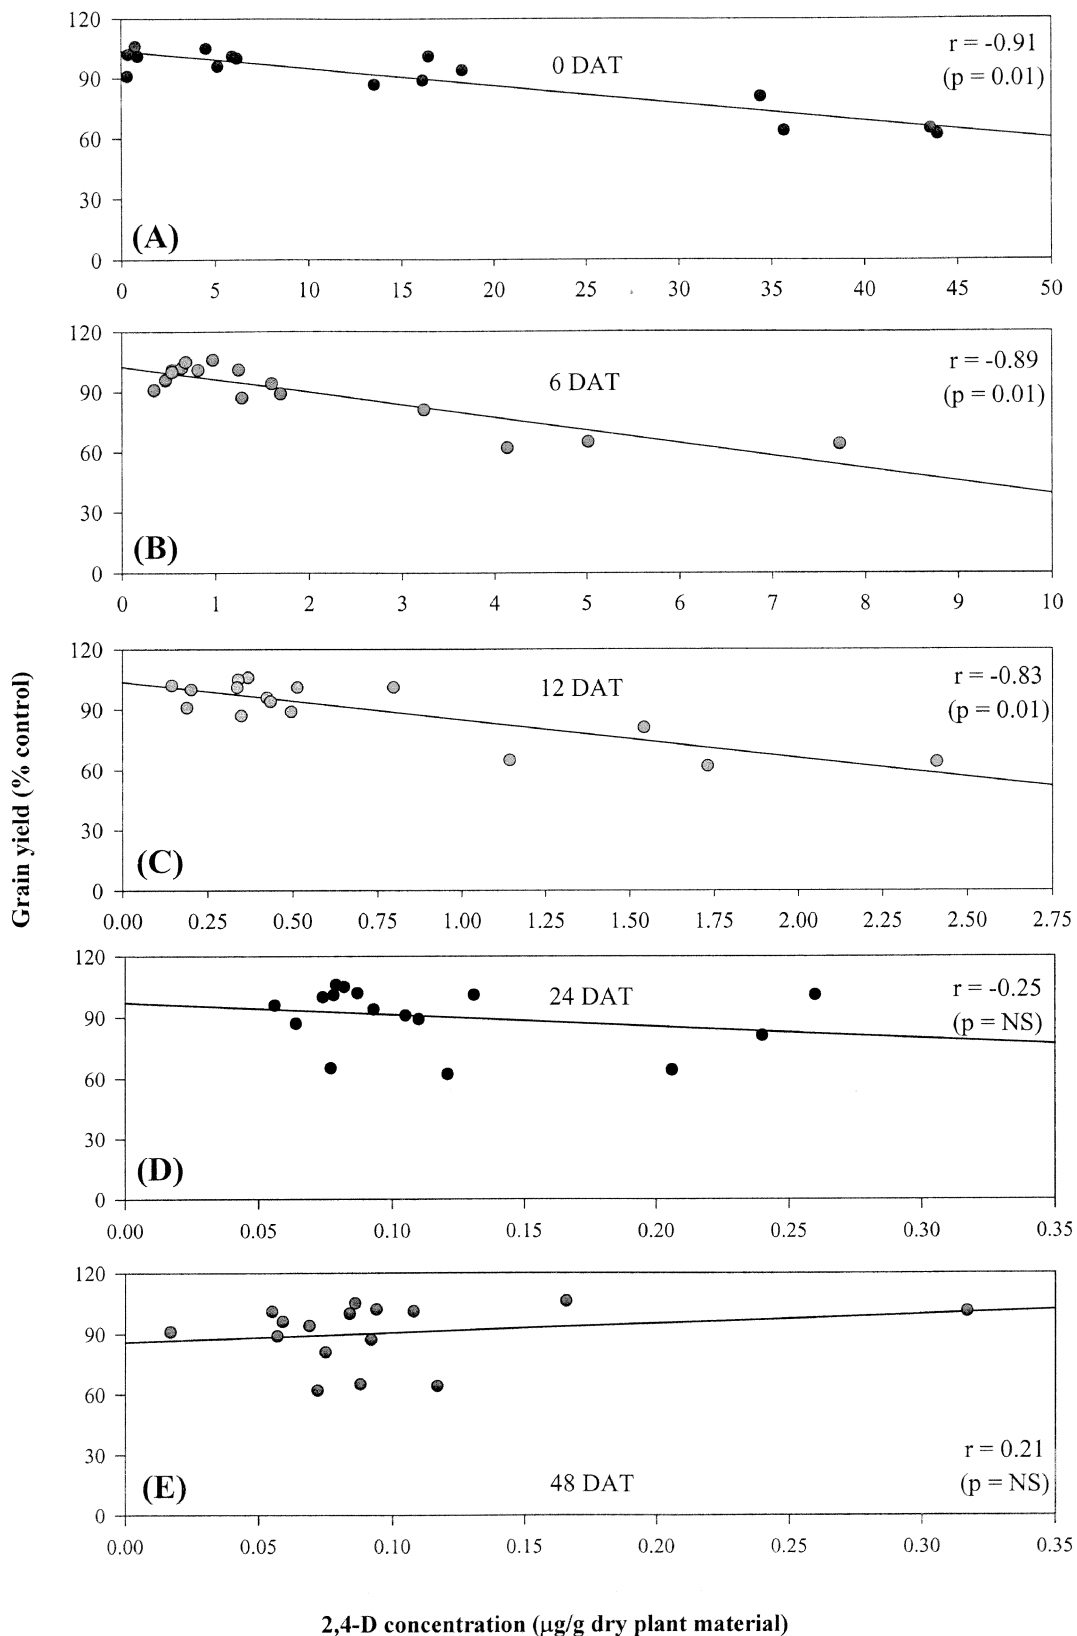 120
90
60
30
0
0 DAT
r = -0.91
(p = 0.01)
(A)
0 5 10 15 20 25 30 35 40 45 50
120
90
60
30
0
6 DAT
r = -0.89
(p = 0.01)
(B)
0 1 2 3 4 5 6 7 8 9 10
120
90
60
30
0
12 DAT
r = -0.83
(p = 0.01)
(C)
0.00 0.25 0.50 0.75 1.00 1.25 1.50 1.75 2.00 2.25 2.50 2.75
Grain yield (% control)
120
90
60
30
0
24 DAT
r = -0.25
(p = NS)
(D)
0.00 0.05 0.10 0.15 0.20 0.25 0.30 0.35
120
90
60
30
0
r = 0.21
(p = NS)
48 DAT
(E)
0.00 0.05 0.10 0.15 0.20 0.25 0.30 0.35
2,4-D concentration (μg/g dry plant material)